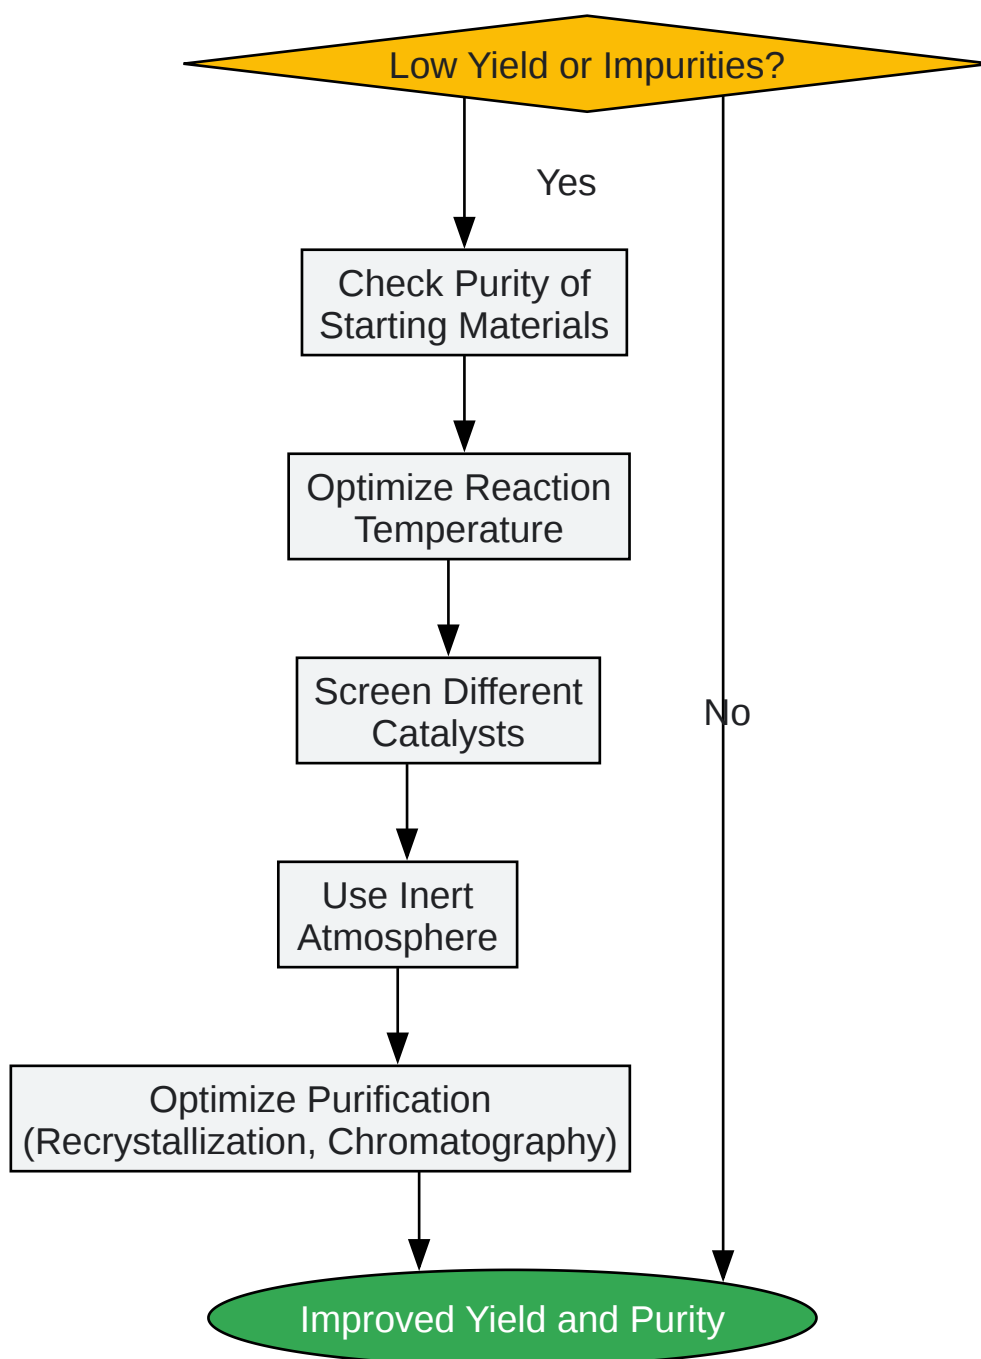 Low Yield or Impurities?
Yes
Check Purity of
Starting Materials
Optimize Reaction
Temperature
Screen Different
Catalysts
No
Use Inert
Atmosphere
Optimize Purification
(Recrystallization, Chromatography)
Improved Yield and Purity